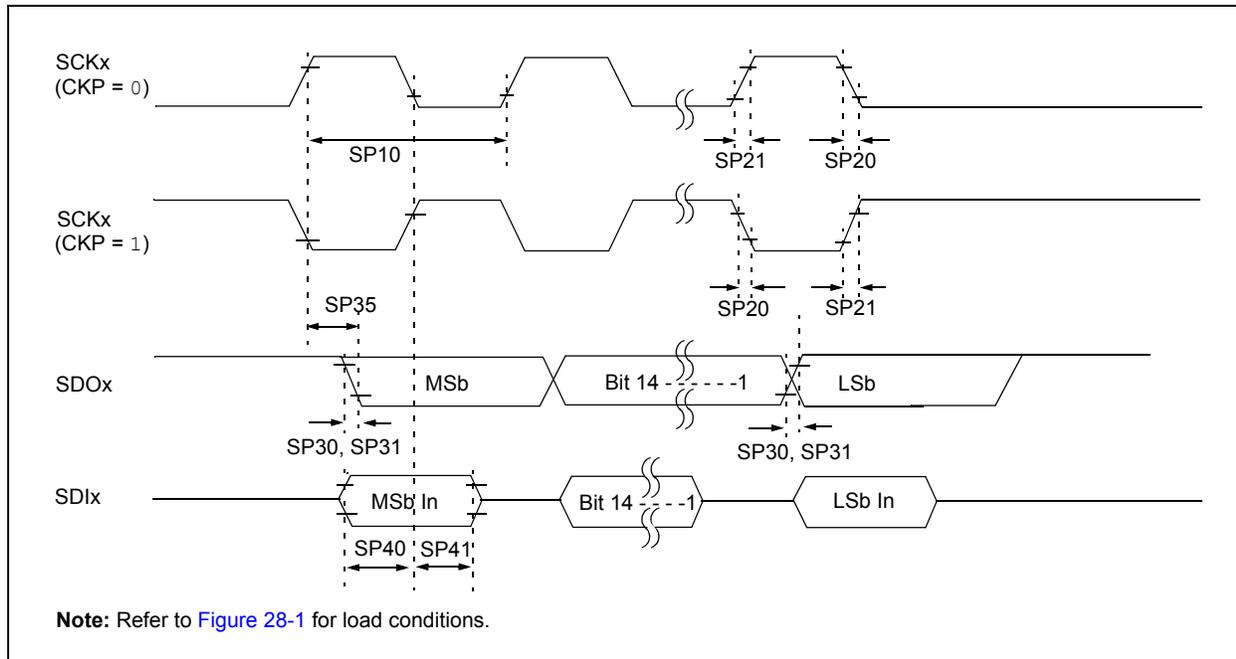 SCKx
(CKP = 0)
SP10
SP21
SP20
SCKx
(CKP = 1)
SP20
SP21
SP35
SDOx
MSb
Bit 14 - - - - - -1
LSb
SP30, SP31
SP30, SP31
SDIx
MSb In
Bit 14 - - - -1
LSb In
SP40
SP41
Note: Refer to Figure 28-1 for load conditions.